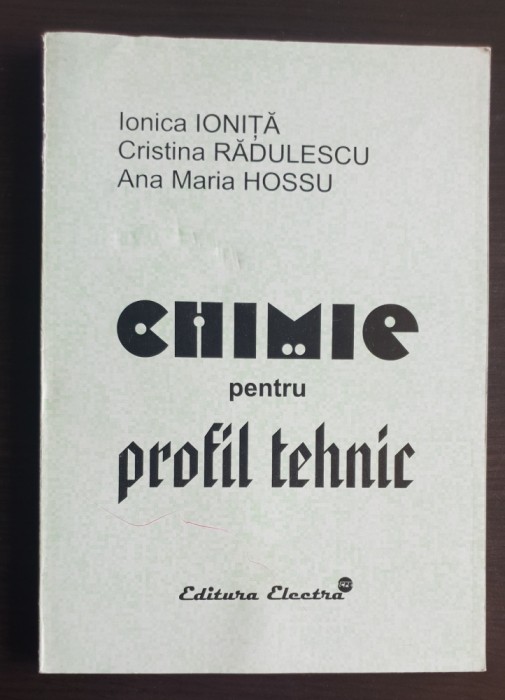 Ionica IONIȚĂ
Cristina RĂDULESCU
Ana Maria HOSSU
CHIMIE
pentru
profil tehnic
Editura Electra